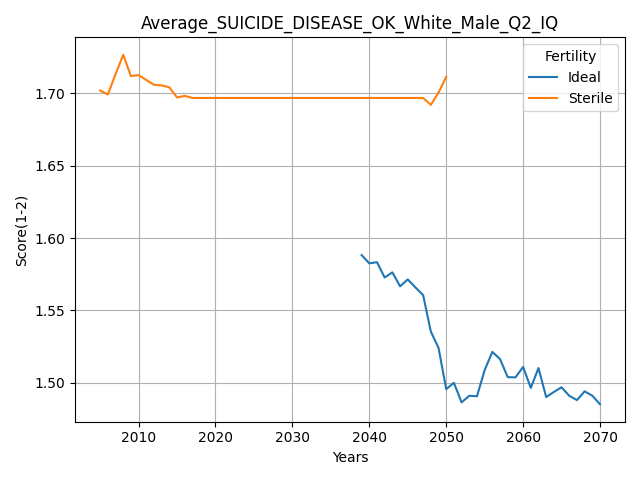 Average_SUICIDE_DISEASE_OK_White_Male_Q2_IQ
Fertility
Ideal
Sterile
Score(1-2)
1.70
1.65
1.60
1.55
1.50
2010 2020 2030 2040 2050 2060 2070
Years